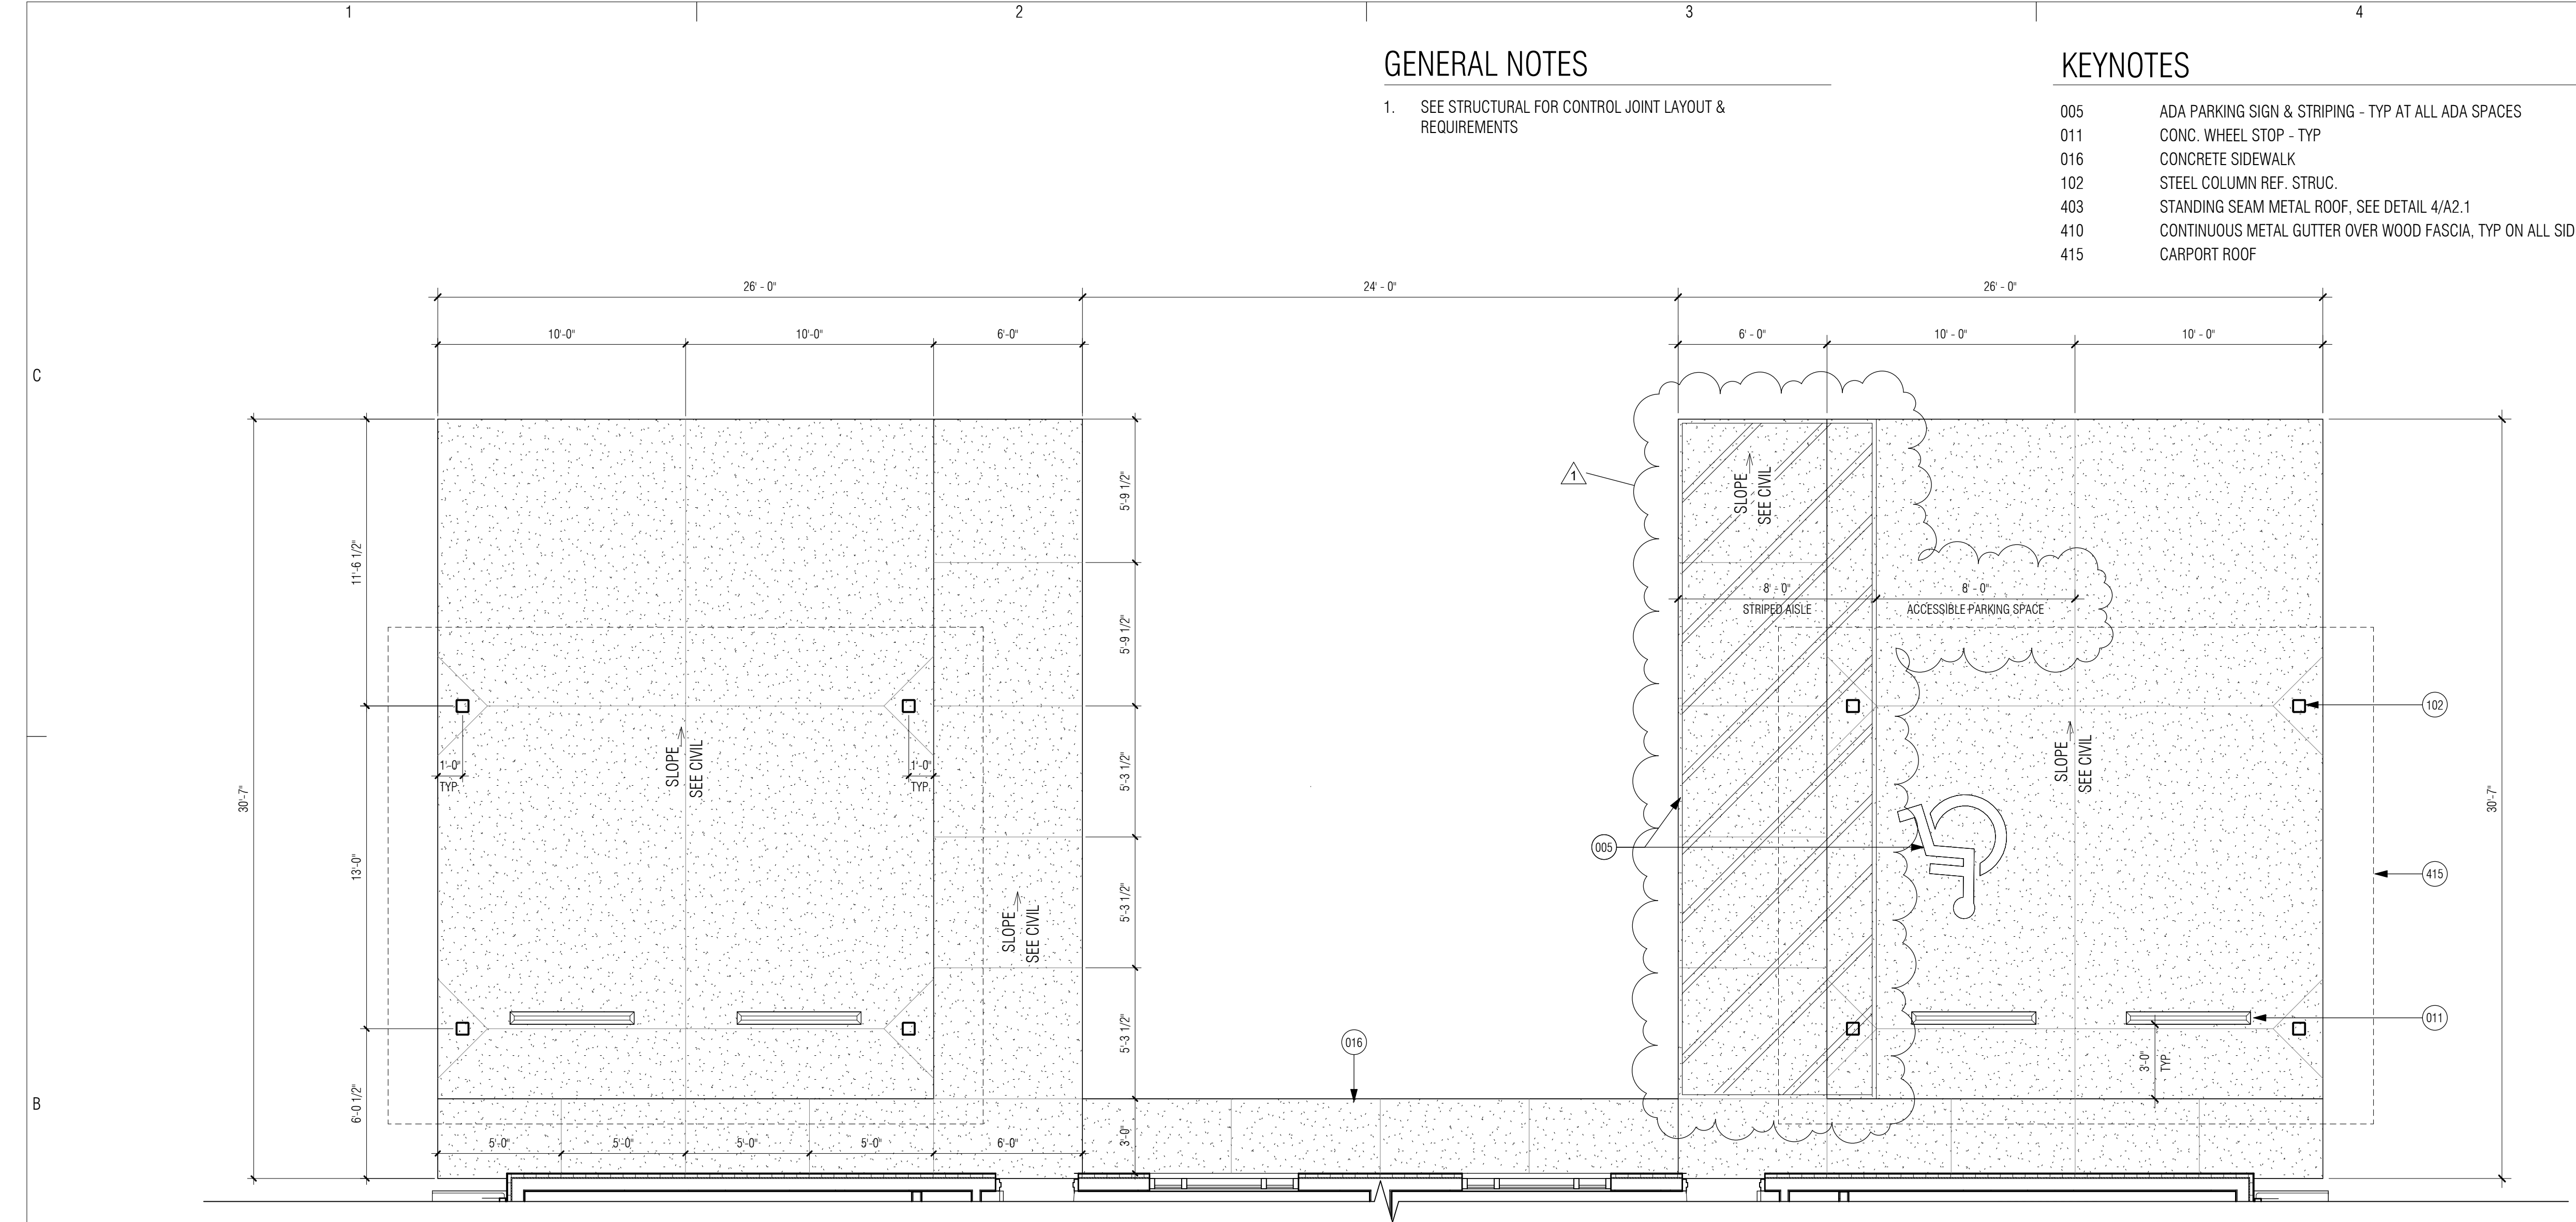 1 2 3 4
GENERAL NOTES
1. SEE STRUCTURAL FOR CONTROL JOINT LAYOUT &
REQUIREMENTS
KEYNOTES
005 ADA PARKING SIGN & STRIPING - TYP AT ALL ADA SPACES
011 CONC. WHEEL STOP - TYP
016 CONCRETE SIDEWALK
102 STEEL COLUMN REF. STRUC.
403 STANDING SEAM METAL ROOF, SEE DETAIL 4/A2.1
410 CONTINUOUS METAL GUTTER OVER WOOD FASCIA, TYP ON ALL SID
415 CARPORT ROOF
26' - 0" 24' - 0" 26' - 0"
10'-0" 10'-0" 6'-0" 6' - 0" 10' - 0" 10' - 0"
C
B
30'-7"
11'-6 1/2"
13'-0"
6'-0 1/2"
1'-0"
TYP.
1'-0"
TYP.
SLOPE
SEE CIVIL
SLOPE
SEE CIVIL
5'-9 1/2"
5'-9 1/2"
5'-3 1/2"
5'-3 1/2"
5'-3 1/2"
3'-0"
5'-0" 5'-0" 5'-0" 5'-0" 6'-0"
016
1
SLOPE
SEE CIVIL
8' - 0"
STRIPED AISLE
8' - 0"
ACCESSIBLE PARKING SPACE
005
SLOPE
SEE CIVIL
3'-0"
TYP.
102
415
011
30'-7"